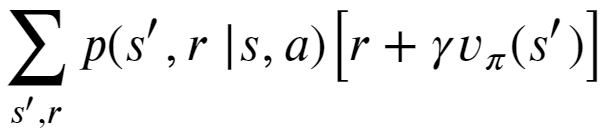 ∑ p(s′, r |s, a)[r + γv_π(s′)]
s′,r